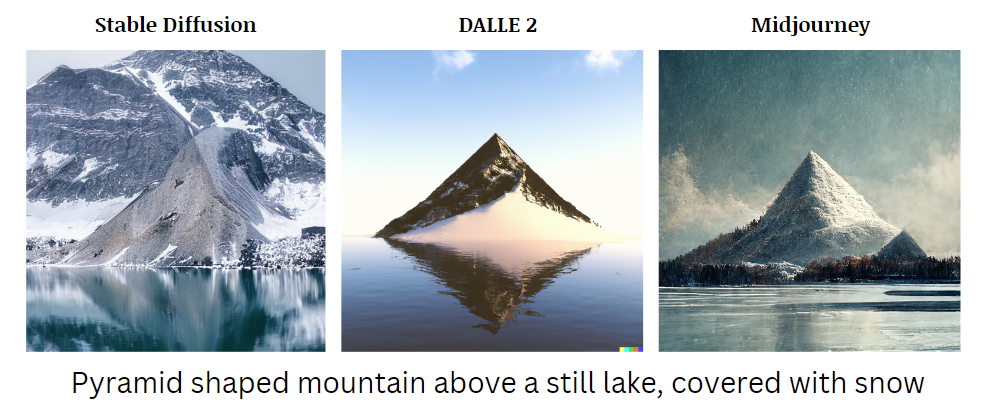 Stable Diffusion
DALLE 2
Midjourney
Pyramid shaped mountain above a still lake, covered with snow